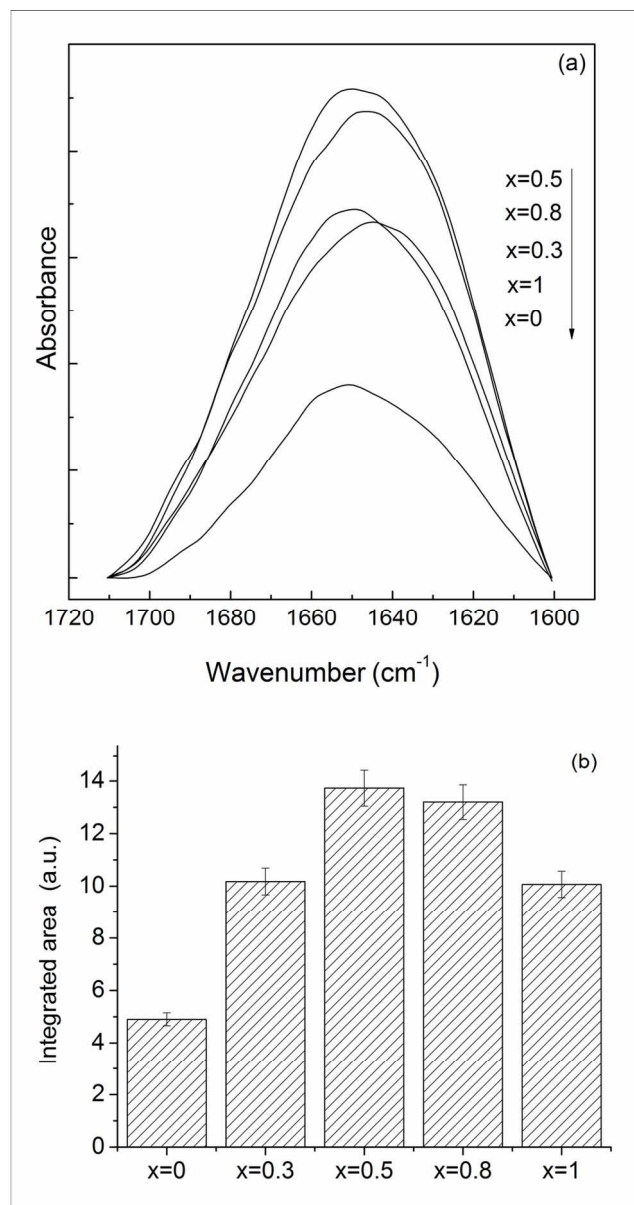 (a)
x=0.5
x=0.8
x=0.3
x=1
x=0
Absorbance
1720 1700 1680 1660 1640 1620 1600
Wavenumber (cm⁻¹)
(b)
14
12
10
8
6
4
2
0
Integrated area (a.u.)
x=0 x=0.3 x=0.5 x=0.8 x=1